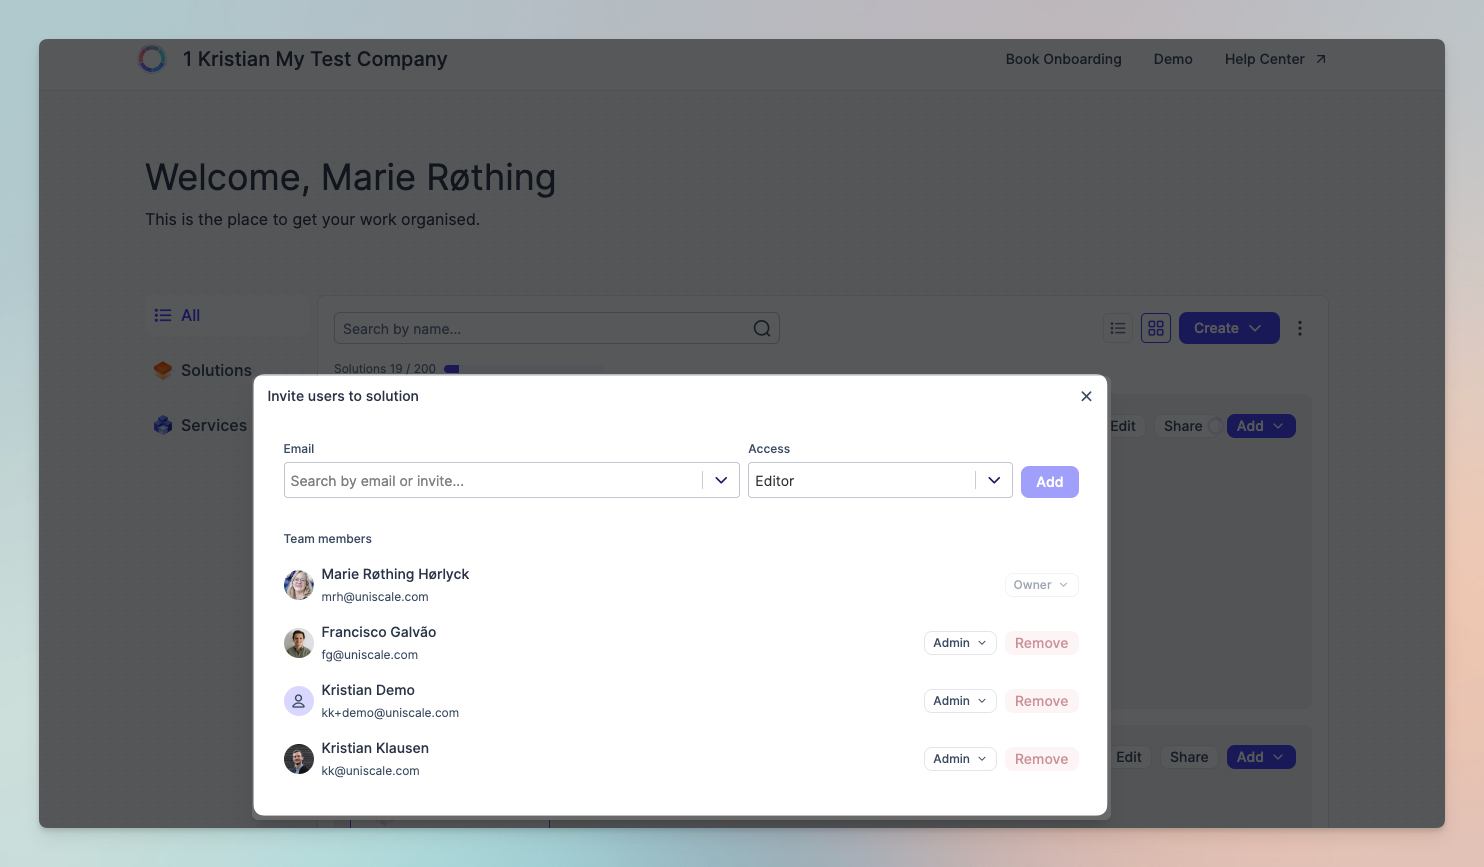 1 Kristian My Test Company
Book Onboarding
Demo
Help Center
Welcome, Marie Røthing
This is the place to get your work organised.
All
Solutions
Services
Search by name...
Create
Solutions 19 / 200
Edit
Share
Add
Invite users to solution
Email
Access
Search by email or invite...
Editor
Add
Team members
Marie Røthing Hørlyck
mrh@uniscale.com
Owner
Francisco Galvão
fg@uniscale.com
Admin
Remove
Kristian Demo
kk+demo@uniscale.com
Admin
Remove
Kristian Klausen
kk@uniscale.com
Admin
Remove
Edit
Share
Add